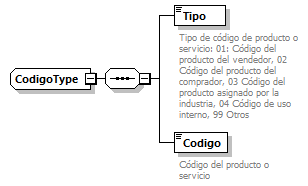 Tipo
Tipo de código de producto o
servicio: 01: Código del
producto del vendedor, 02
Código del producto del
comprador, 03 Código del
producto asignado por la
industria, 04 Código de uso
interno, 99 Otros
CodigoType
Codigo
Código del producto o
servicio